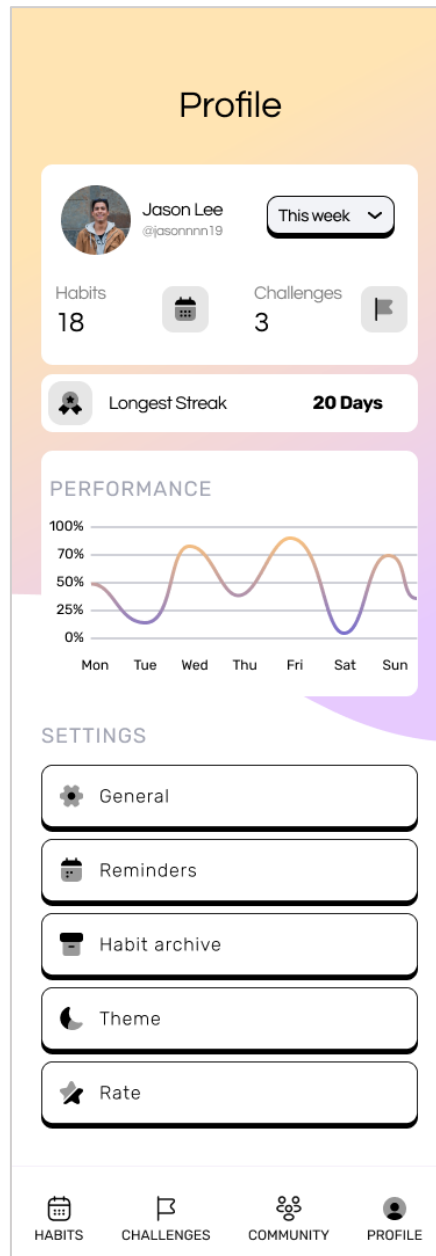 Profile
Jason Lee
@jasonnnn19
This week
Habits
18
Challenges
3
Longest Streak
20 Days
PERFORMANCE
100%
70%
50%
25%
0%
Mon Tue Wed Thu Fri Sat Sun
SETTINGS
General
Reminders
Habit archive
Theme
Rate
HABITS CHALLENGES COMMUNITY PROFILE